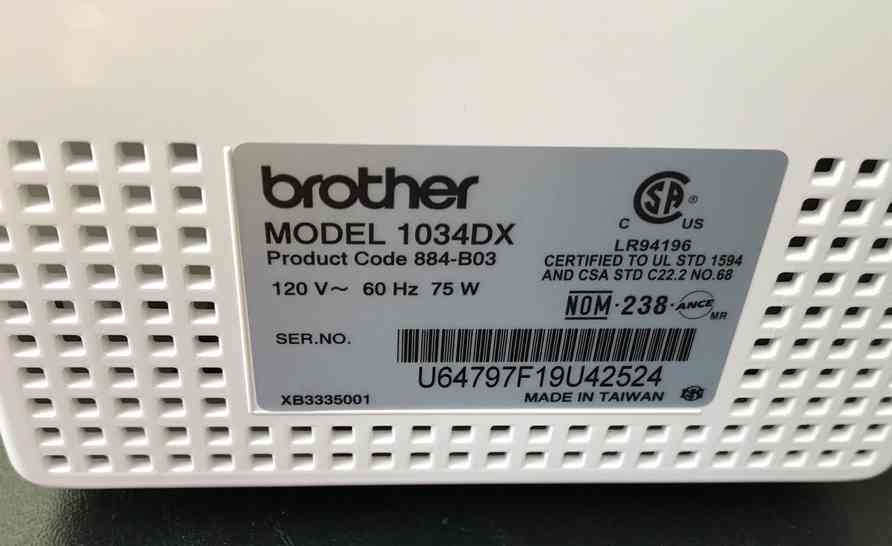 brother
MODEL 1034DX
Product Code 884-B03
120 V~ 60 Hz 75 W
SER.NO.
U64797F19U42524
XB3335001
MADE IN TAIWAN
CSA ®
C US
LR94196
CERTIFIED TO UL STD 1594
AND CSA STD C22.2 NO.68
NOM·238·ANCE
MR